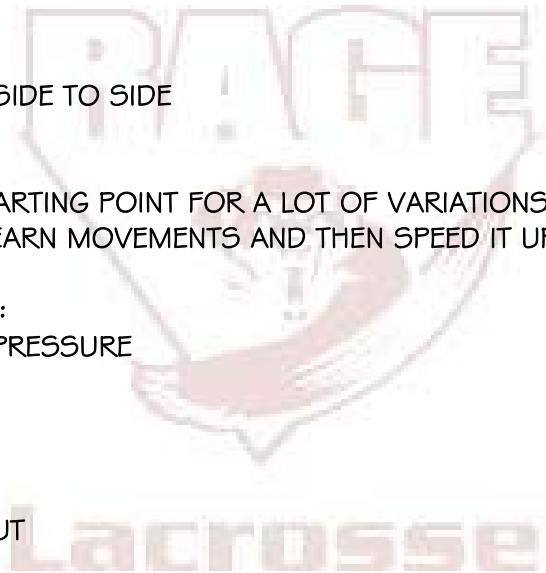 RAGE
SIDE TO SIDE
ARTING POINT FOR A LOT OF VARIATIONS
EARN MOVEMENTS AND THEN SPEED IT UP
:
PRESSURE
UT
Lacrosse